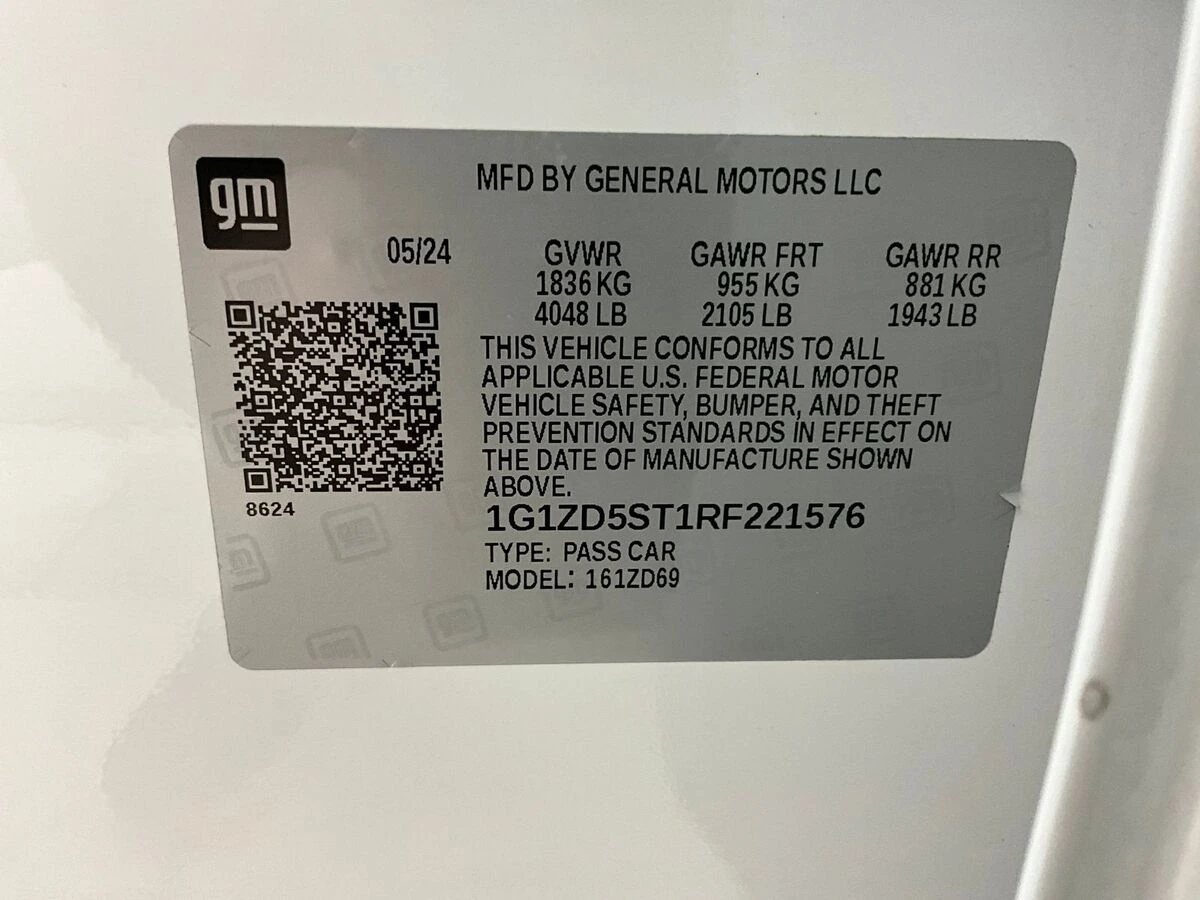 gm
MFD BY GENERAL MOTORS LLC
05/24 GVWR GAWR FRT GAWR RR
1836 KG 955 KG 881 KG
4048 LB 2105 LB 1943 LB
THIS VEHICLE CONFORMS TO ALL
APPLICABLE U.S. FEDERAL MOTOR
VEHICLE SAFETY, BUMPER, AND THEFT
PREVENTION STANDARDS IN EFFECT ON
THE DATE OF MANUFACTURE SHOWN
ABOVE.
8624
1G1ZD5ST1RF221576
TYPE: PASS CAR
MODEL: 161ZD69